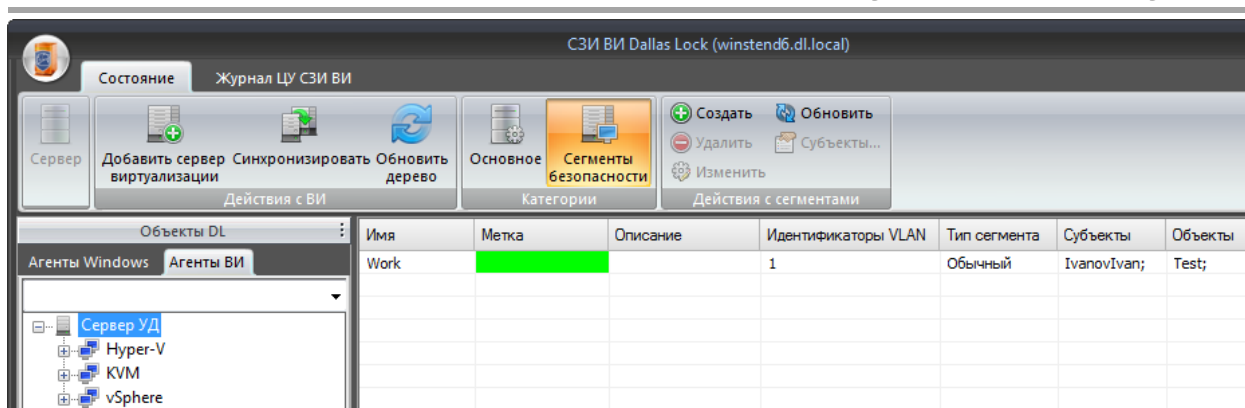 СЗИ ВИ Dallas Lock (winstend6.dl.local)
Состояние Журнал ЦУ СЗИ ВИ
Сервер
Добавить сервер виртуализации
Синхронизировать
Обновить дерево
Действия с ВИ
Основное
Сегменты безопасности
Категории
Создать Обновить
Удалить Субъекты...
Изменить
Действия с сегментами
Объекты DL
Агенты Windows Агенты ВИ
Сервер УД
Hyper-V
KVM
vSphere
Имя Метка Описание Идентификаторы VLAN Тип сегмента Субъекты Объекты
Work 1 Обычный IvanovIvan; Test;